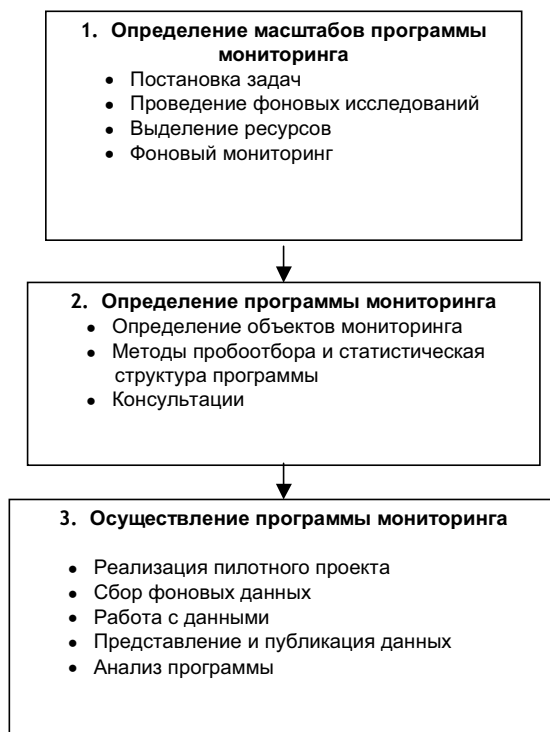 1. Определение масштабов программы
мониторинга
• Постановка задач
• Проведение фоновых исследований
• Выделение ресурсов
• Фоновый мониторинг
2. Определение программы мониторинга
• Определение объектов мониторинга
• Методы пробоотбора и статистическая
структура программы
• Консультации
3. Осуществление программы мониторинга
• Реализация пилотного проекта
• Сбор фоновых данных
• Работа с данными
• Представление и публикация данных
• Анализ программы